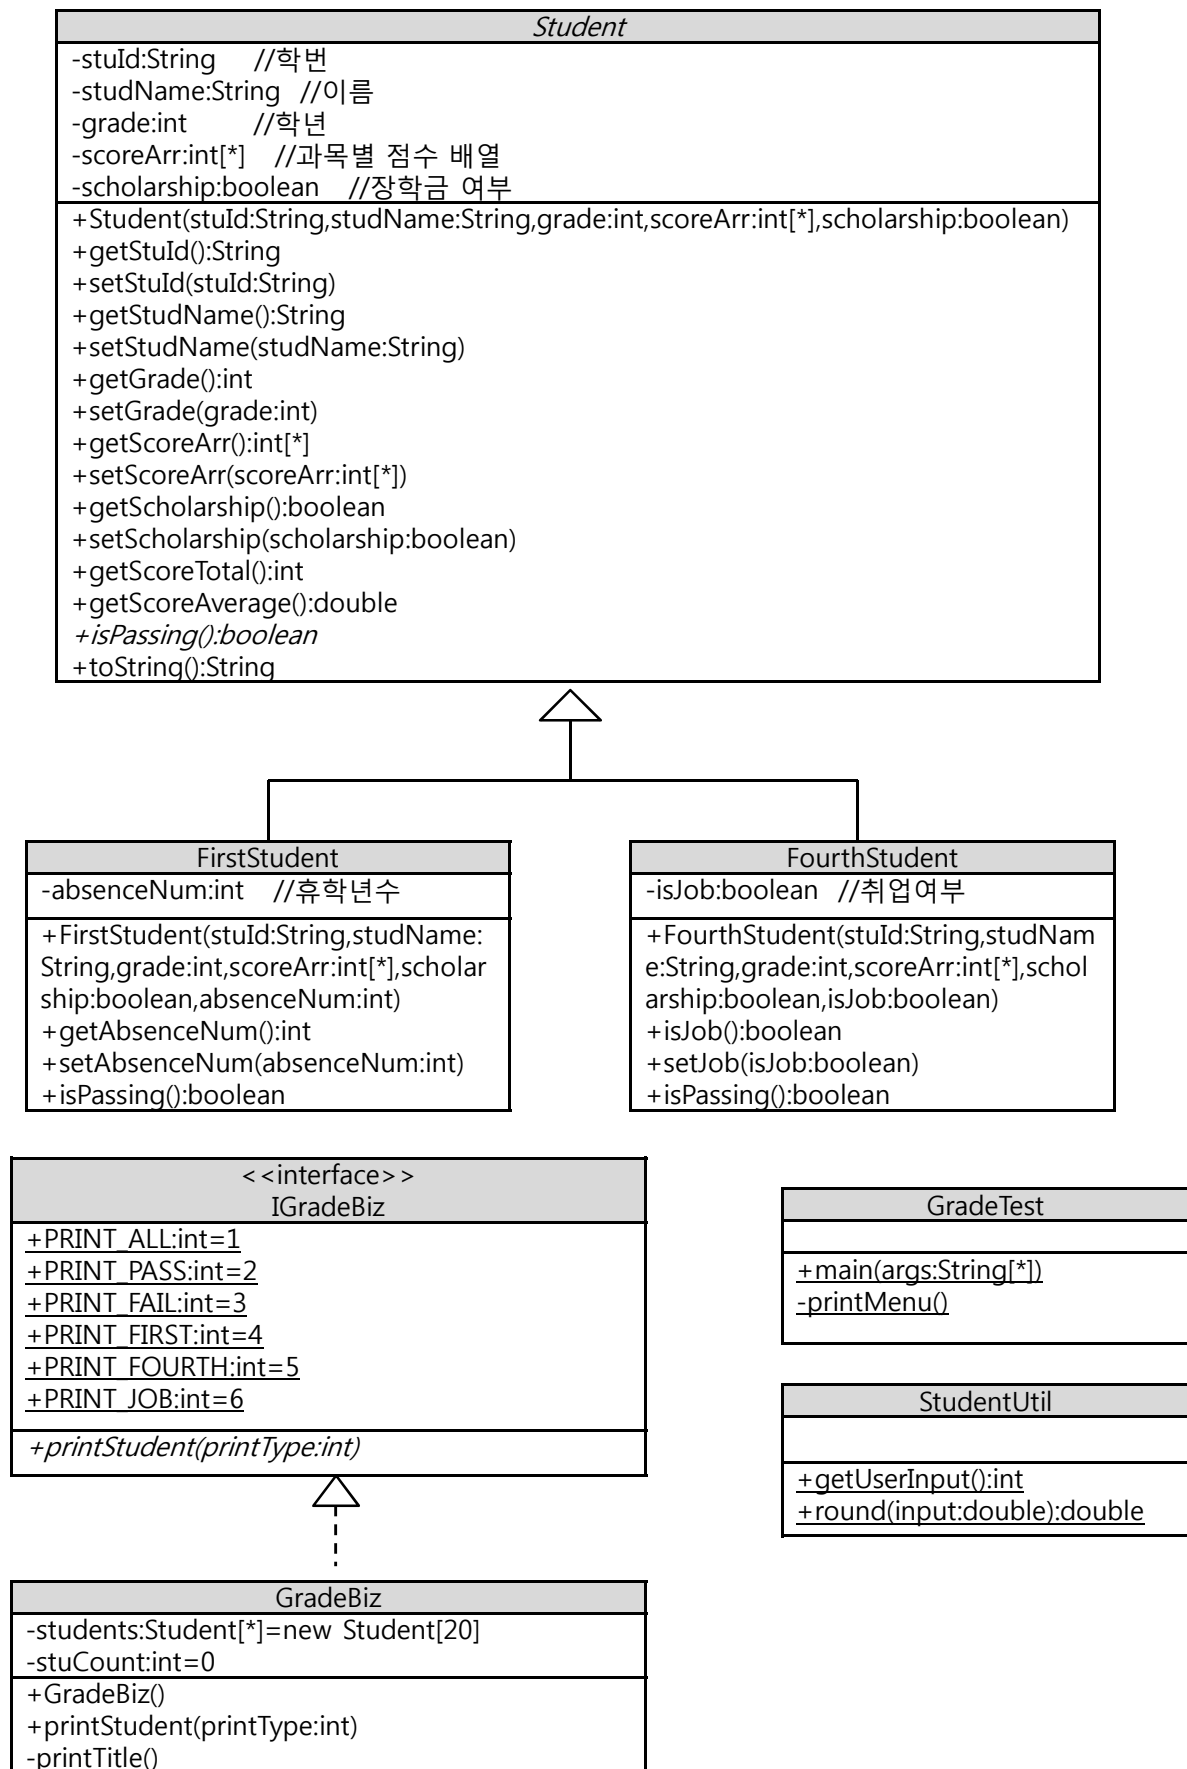 Student
-stuId:String //학번
-studName:String //이름
-grade:int //학년
-scoreArr:int[*] //과목별 점수 배열
-scholarship:boolean //장학금 여부
+Student(stuId:String,studName:String,grade:int,scoreArr:int[*],scholarship:boolean)
+getStuId():String
+setStuId(stuId:String)
+getStudName():String
+setStudName(studName:String)
+getGrade():int
+setGrade(grade:int)
+getScoreArr():int[*]
+setScoreArr(scoreArr:int[*])
+getScholarship():boolean
+setScholarship(scholarship:boolean)
+getScoreTotal():int
+getScoreAverage():double
+isPassing():boolean
+toString():String
FirstStudent
-absenceNum:int //휴학년수
+FirstStudent(stuId:String,studName:
String,grade:int,scoreArr:int[*],scholar
ship:boolean,absenceNum:int)
+getAbsenceNum():int
+setAbsenceNum(absenceNum:int)
+isPassing():boolean
FourthStudent
-isJob:boolean //취업여부
+FourthStudent(stuId:String,studNam
e:String,grade:int,scoreArr:int[*],schol
arship:boolean,isJob:boolean)
+isJob():boolean
+setJob(isJob:boolean)
+isPassing():boolean
<<interface>>
IGradeBiz
+PRINT_ALL:int=1
+PRINT_PASS:int=2
+PRINT_FAIL:int=3
+PRINT_FIRST:int=4
+PRINT_FOURTH:int=5
+PRINT_JOB:int=6
+printStudent(printType:int)
GradeTest
+main(args:String[*])
-printMenu()
StudentUtil
+getUserInput():int
+round(input:double):double
GradeBiz
-students:Student[*]=new Student[20]
-stuCount:int=0
+GradeBiz()
+printStudent(printType:int)
-printTitle()